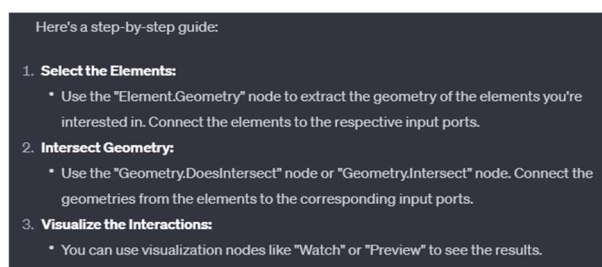 Here's a step-by-step guide:
1. Select the Elements:
• Use the "Element.Geometry" node to extract the geometry of the elements you're
interested in. Connect the elements to the respective input ports.
2. Intersect Geometry:
• Use the "Geometry.DoesIntersect" node or "Geometry.Intersect" node. Connect the
geometries from the elements to the corresponding input ports.
3. Visualize the Interactions:
• You can use visualization nodes like "Watch" or "Preview" to see the results.